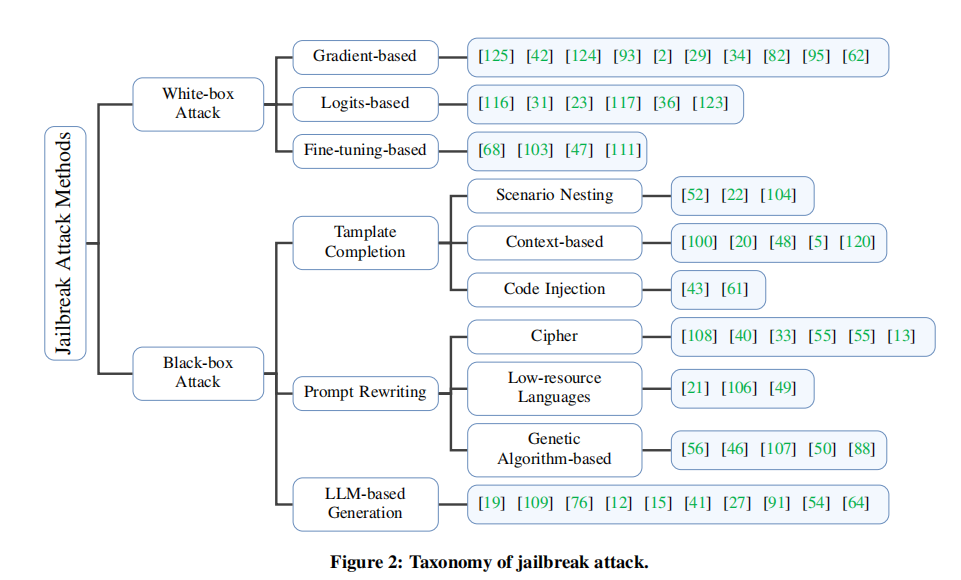 Jailbreak Attack Methods
White-box
Attack
Gradient-based
[125] [42] [124] [93] [2] [29] [34] [82] [95] [62]
Logits-based
[116] [31] [23] [117] [36] [123]
Fine-tuning-based
[68] [103] [47] [111]
Black-box
Attack
Tamplate
Completion
Scenario Nesting
[52] [22] [104]
Context-based
[100] [20] [48] [5] [120]
Code Injection
[43] [61]
Prompt Rewriting
Cipher
[108] [40] [33] [55] [55] [13]
Low-resource
Languages
[21] [106] [49]
Genetic
Algorithm-based
[56] [46] [107] [50] [88]
LLM-based
Generation
[19] [109] [76] [12] [15] [41] [27] [91] [54] [64]
Figure 2: Taxonomy of jailbreak attack.